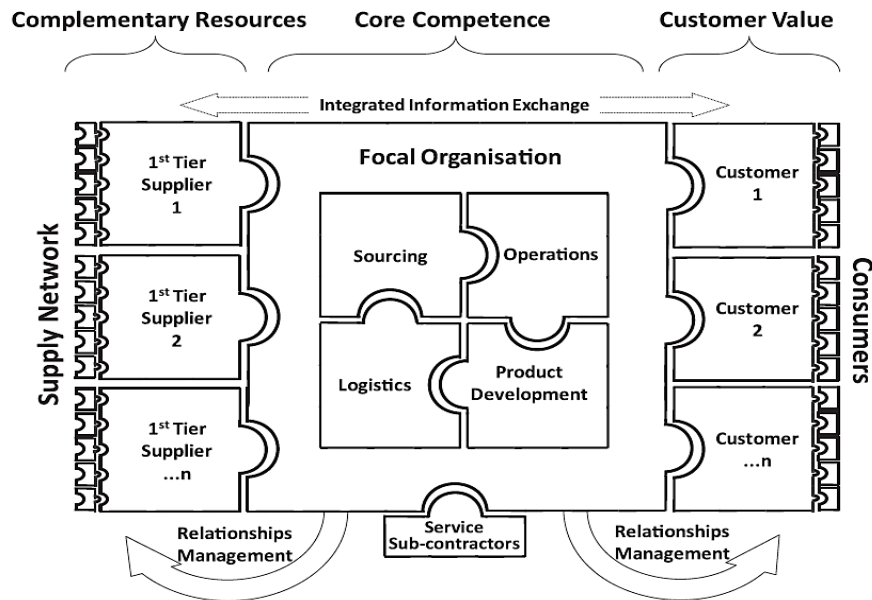 Complementary Resources
Core Competence
Customer Value
Integrated Information Exchange
Focal Organisation
Supply Network
1st Tier
Supplier
1
1st Tier
Supplier
2
1st Tier
Supplier
...n
Sourcing
Operations
Logistics
Product
Development
Customer
1
Customer
2
Customer
...n
Consumers
Relationships
Management
Service
Sub-contractors
Relationships
Management